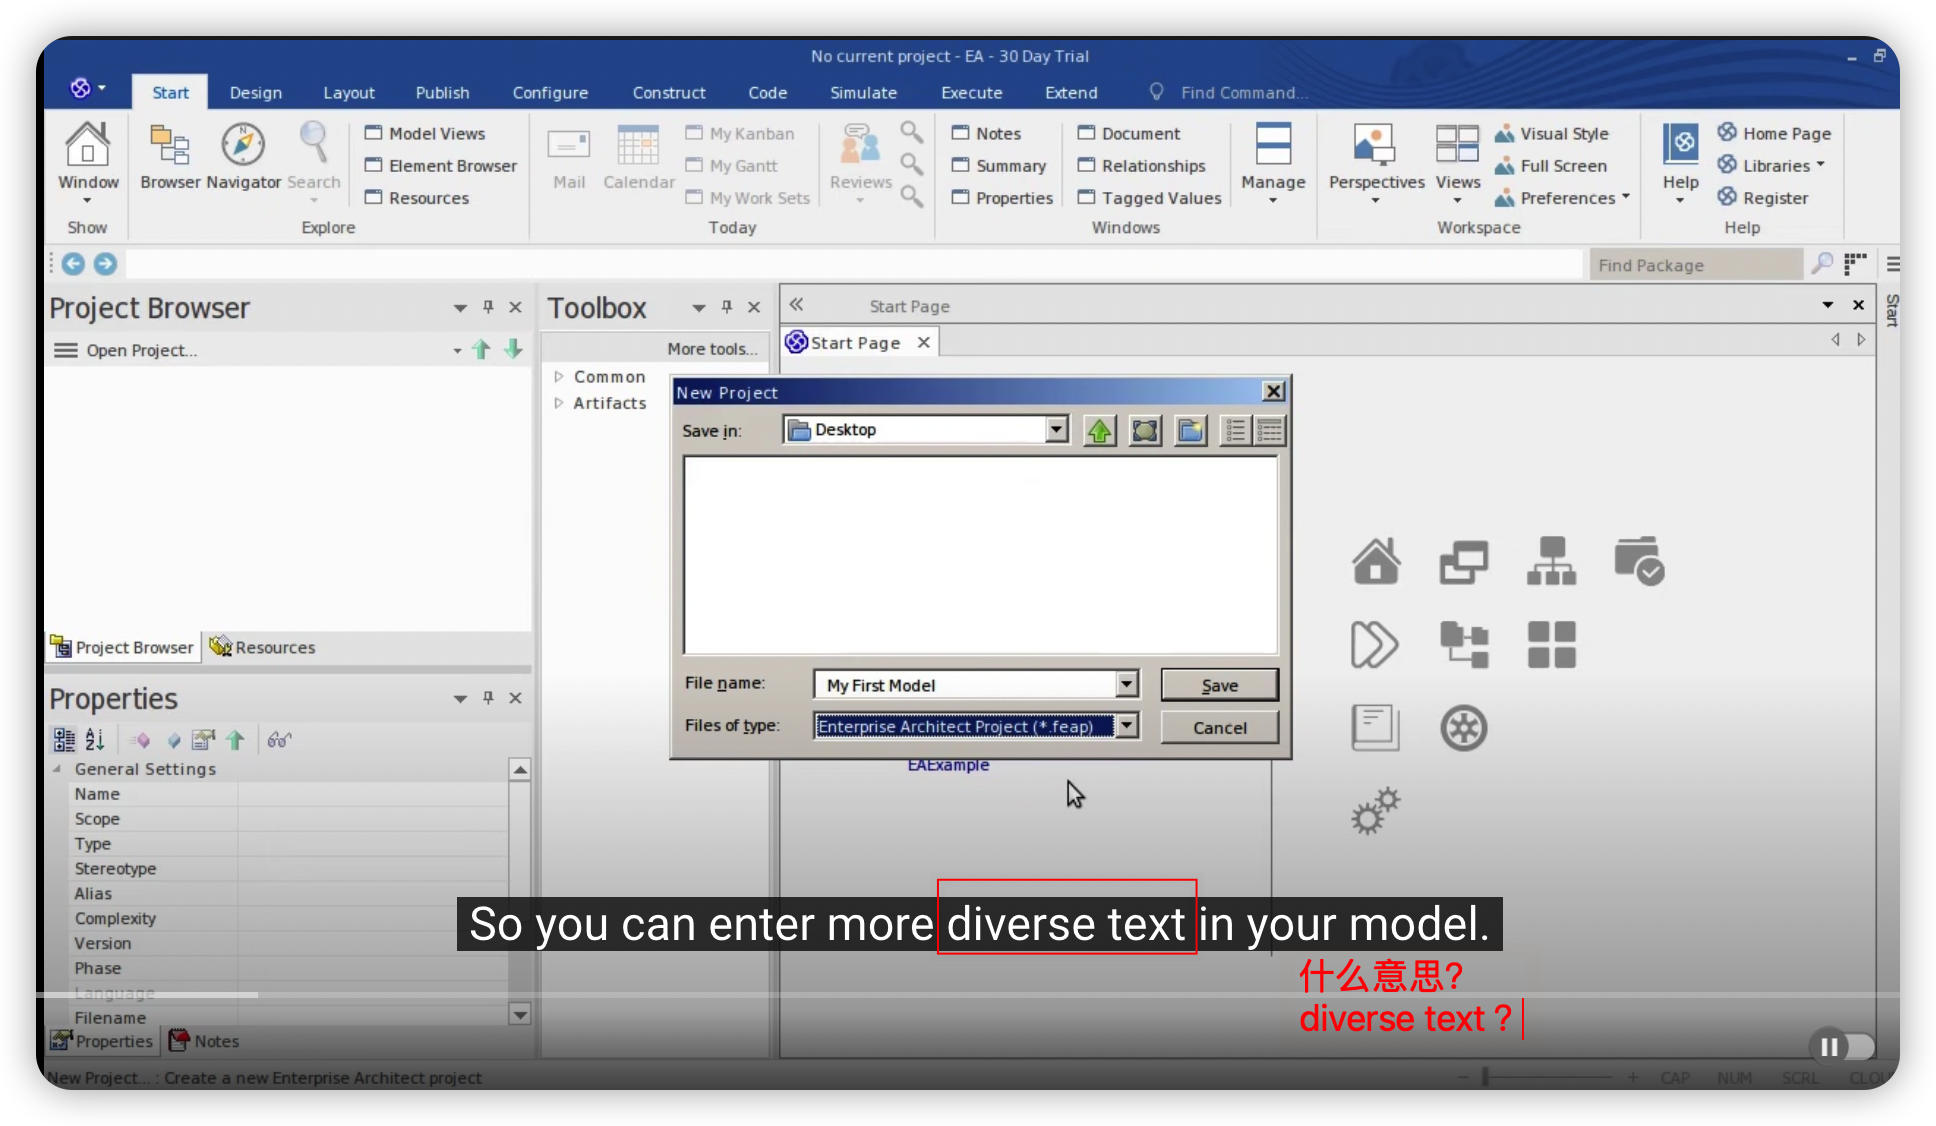 No current project - EA - 30 Day Trial
Start Design Layout Publish Configure Construct Code Simulate Execute Extend Find Command...
Window
Show
Browser Navigator Search
Model Views
Element Browser
Resources
Explore
Mail Calendar
My Kanban
My Gantt
My Work Sets
Reviews
Today
Notes
Summary
Properties
Document
Relationships
Tagged Values
Manage
Windows
Perspectives Views
Visual Style
Full Screen
Preferences
Workspace
Help
Home Page
Libraries
Register
Help
Find Package
Project Browser
Open Project...
Project Browser Resources
Toolbox
More tools...
Common
Artifacts
Start Page
Start Page
Start
New Project
Save in: Desktop
File name: My First Model Save
Files of type: Enterprise Architect Project (*.feap) Cancel
EAExample
Properties
General Settings
Name
Scope
Type
Stereotype
Alias
Complexity
Version
Phase
Language
Filename
Properties Notes
So you can enter more diverse text in your model.
什么意思?
diverse text ?
New Project... : Create a new Enterprise Architect project
CAP NUM SCRL